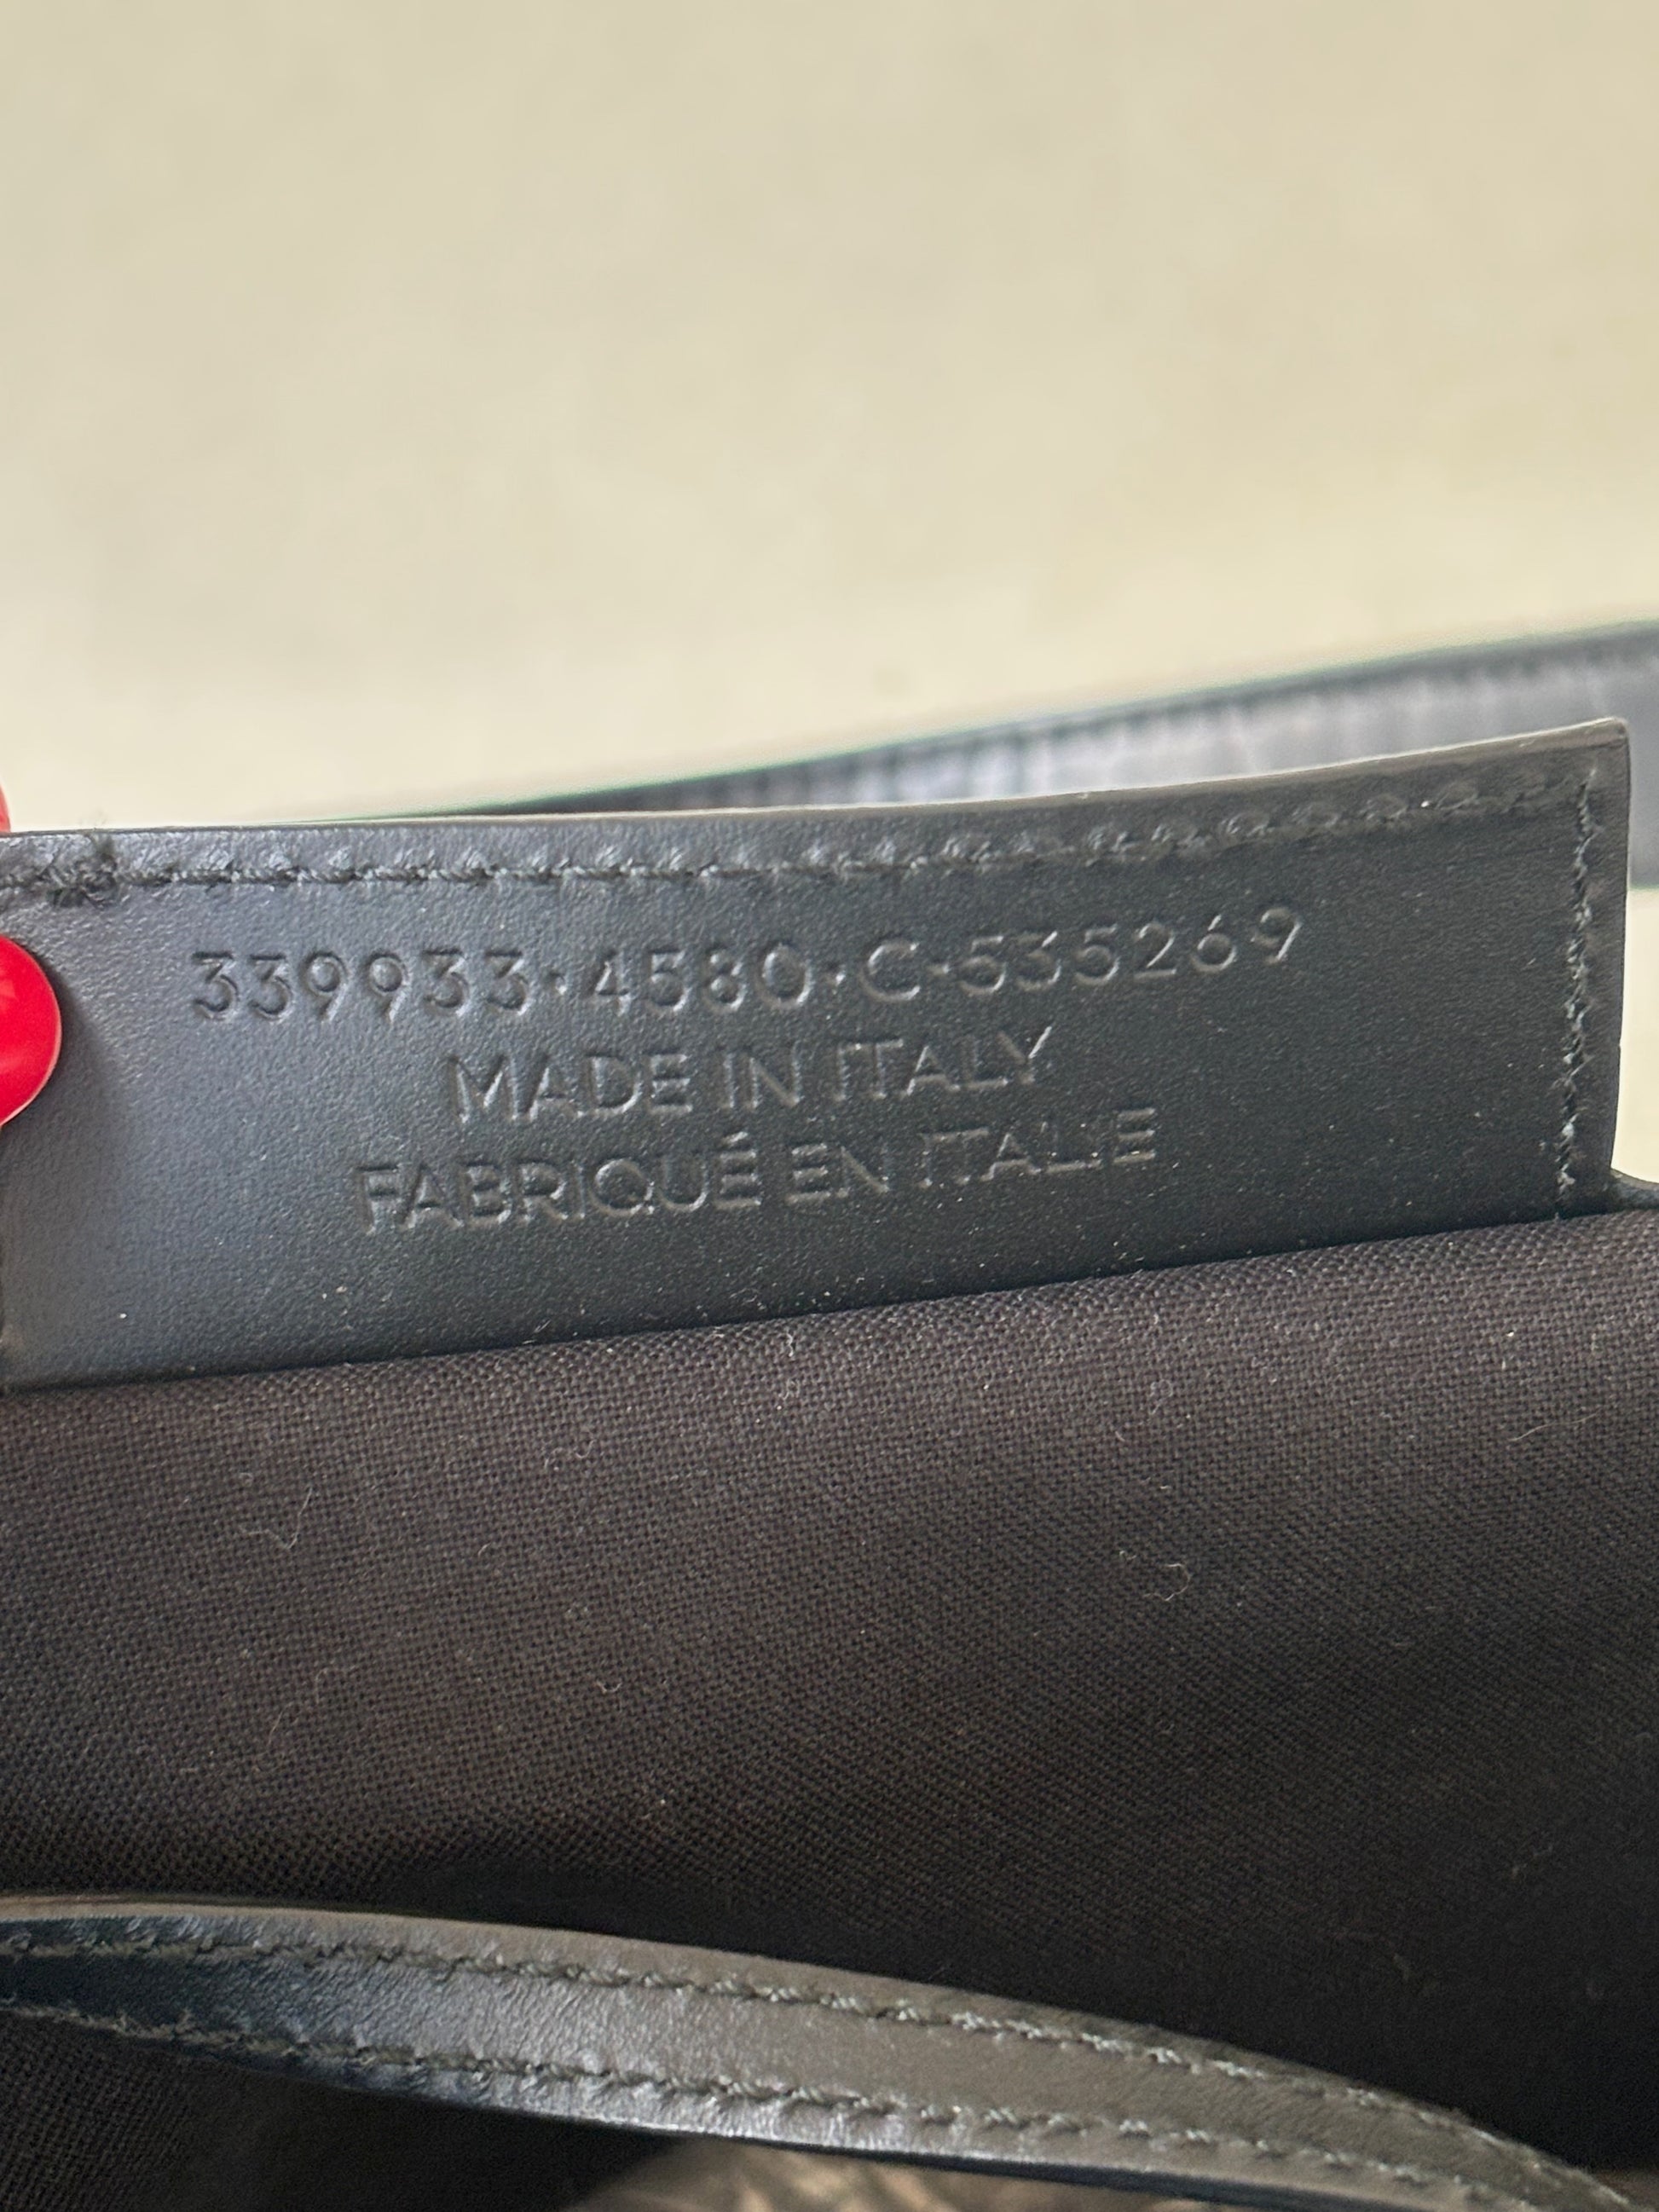 339933·4580·C·535269
MADE IN ITALY
FABRIQUÉ EN ITALIE